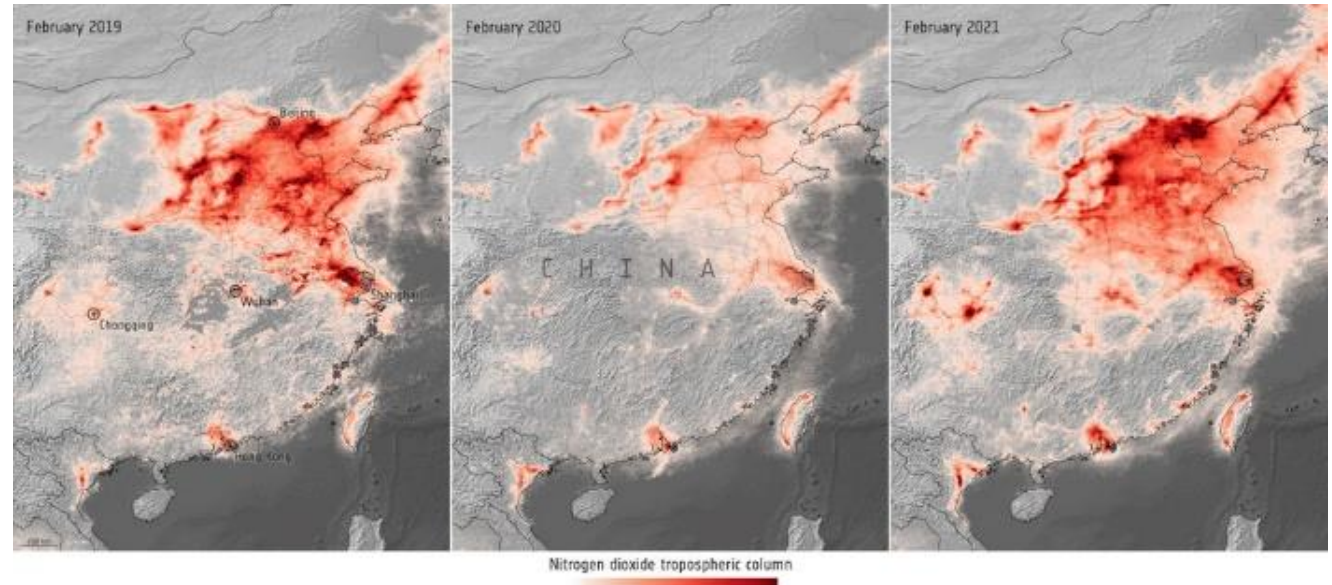 February 2019
February 2020
February 2021
Beijing
CHINA
Wuhan
Shanghai
Chongqing
Hong Kong
Nitrogen dioxide tropospheric column